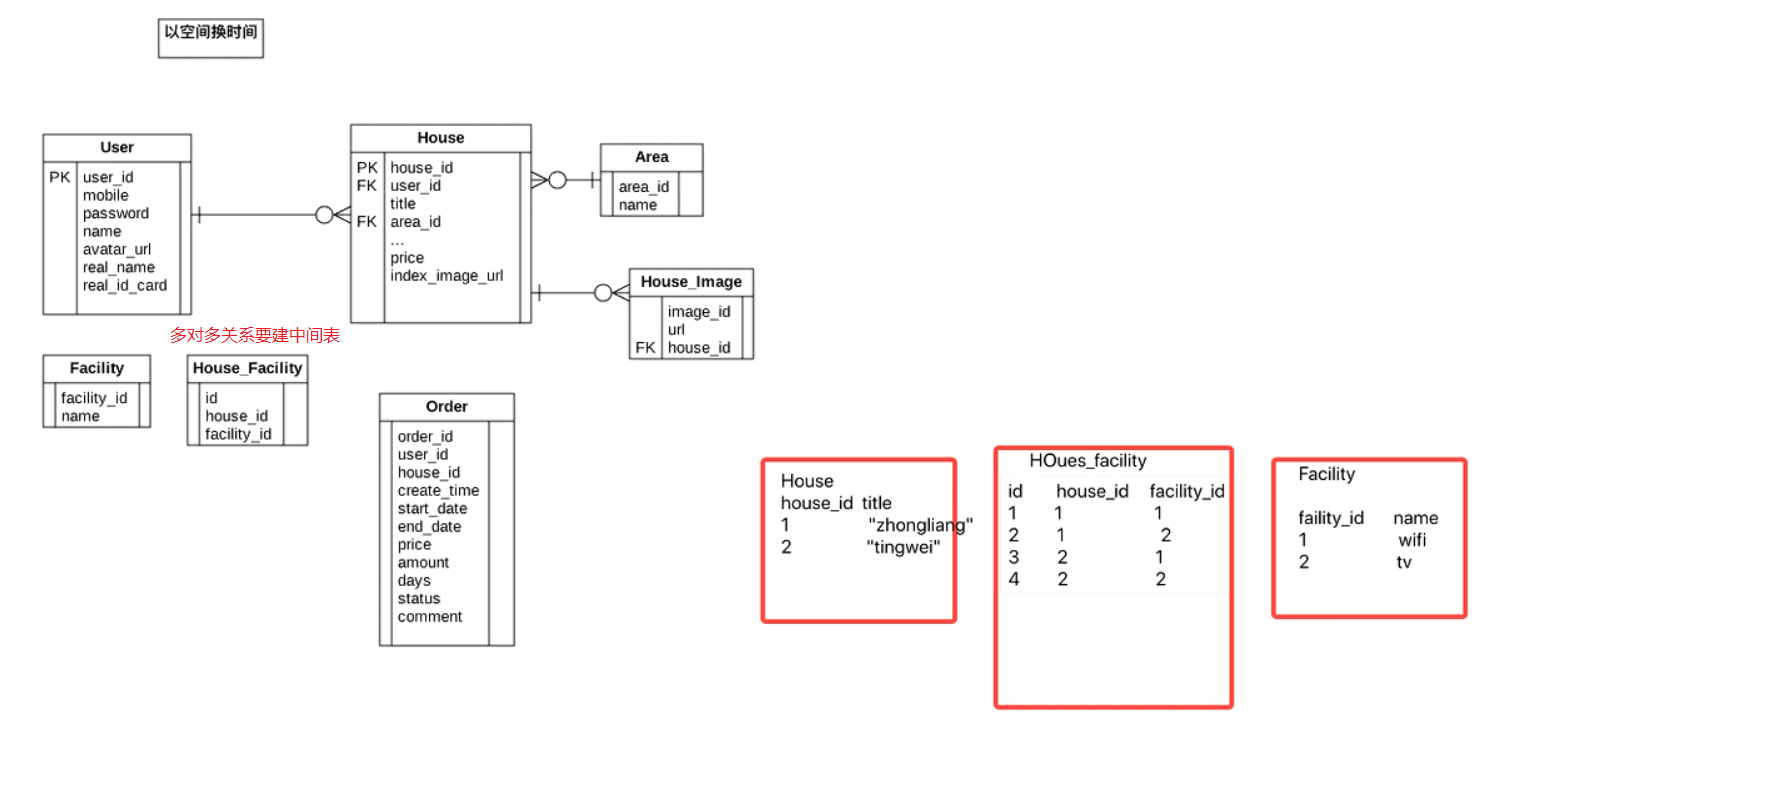 以空间换时间
User
PK user_id
mobile
password
name
avatar_url
real_name
real_id_card
House
PK house_id
FK user_id
title
FK area_id
...
price
index_image_url
Area
area_id
name
House_Image
image_id
url
FK house_id
多对多关系要建中间表
Facility
facility_id
name
House_Facility
id
house_id
facility_id
Order
order_id
user_id
house_id
create_time
start_date
end_date
price
amount
days
status
comment
House
house_id title
1 "zhongliang"
2 "tingwei"
HOues_facility
id house_id facility_id
1 1 1
2 1 2
3 2 1
4 2 2
Facility
faility_id name
1 wifi
2 tv